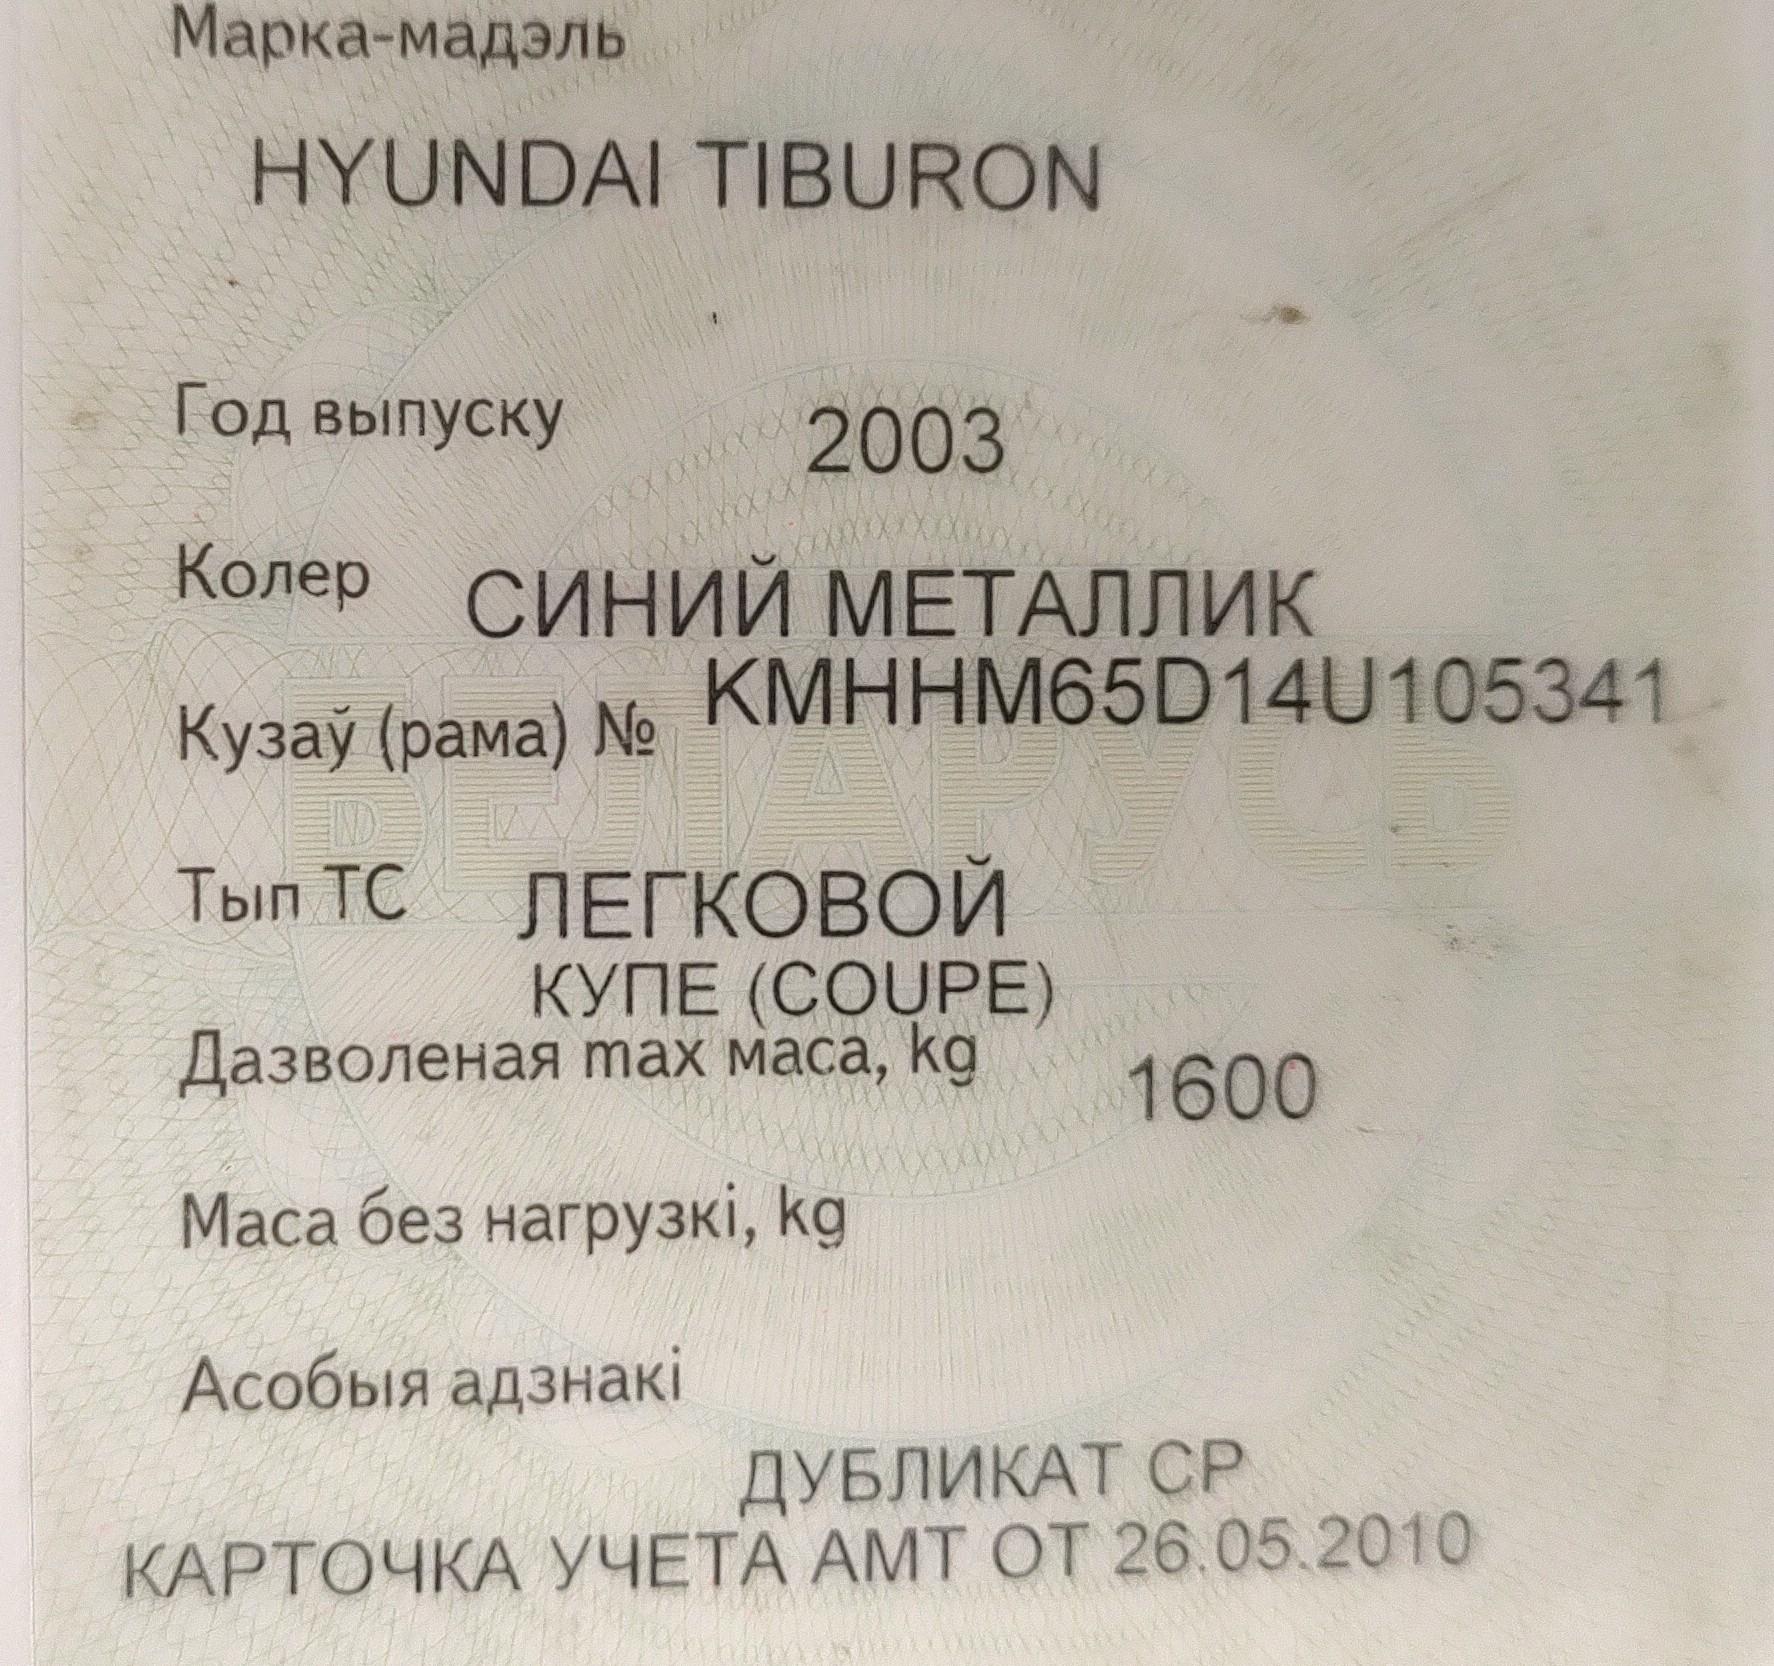 Марка-мадэль
HYUNDAI TIBURON
Год выпуску 2003
Колер СИНИЙ МЕТАЛЛИК
Кузаў (рама) № KMHHM65D14U105341
БЕЛАРУСЬ
Тып ТС ЛЕГКОВОЙ
КУПЕ (COUPE)
Дазволеная max маса, kg 1600
Маса без нагрузкі, kg
Асобыя адзнакі
ДУБЛИКАТ СР
КАРТОЧКА УЧЕТА АМТ ОТ 26.05.2010